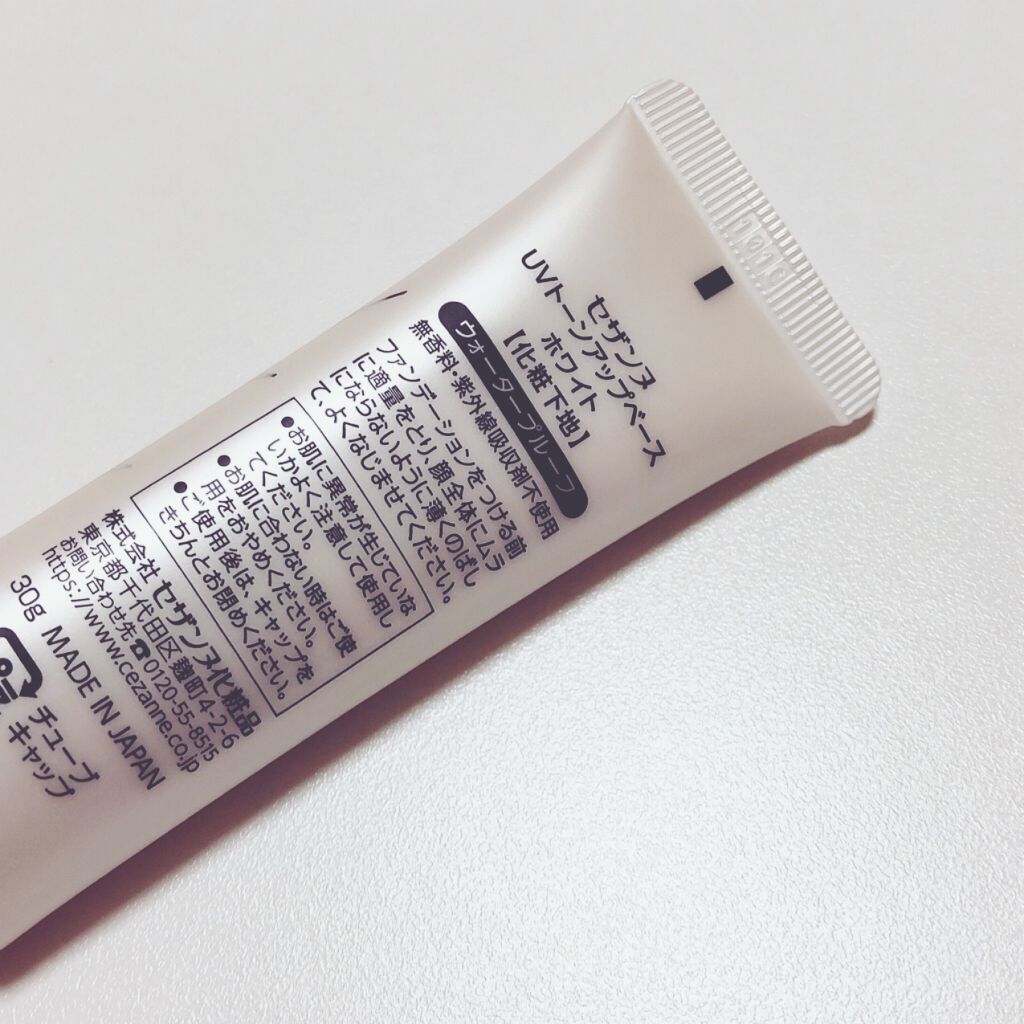 セザンヌ
UVトーンアップベース
ホワイト
【化粧下地】
ウォータープルーフ
無香料・紫外線吸収剤不使用
ファンデーションをつける前
に適量をとり、顔全体にムラ
にならないように薄くのばし
て、よくなじませてください。
●お肌に異常が生じていな
いかよく注意して使用し
てください。
●お肌に合わない時はご使
用をおやめください。
●ご使用後は、キャップを
きちんとお閉めください。
株式会社セザンヌ化粧品
東京都千代田区麹町4-2-6
お問い合わせ先☎0120-55-8515
https://www.cezanne.co.jp
30g MADE IN JAPAN
チューブ
キャップ